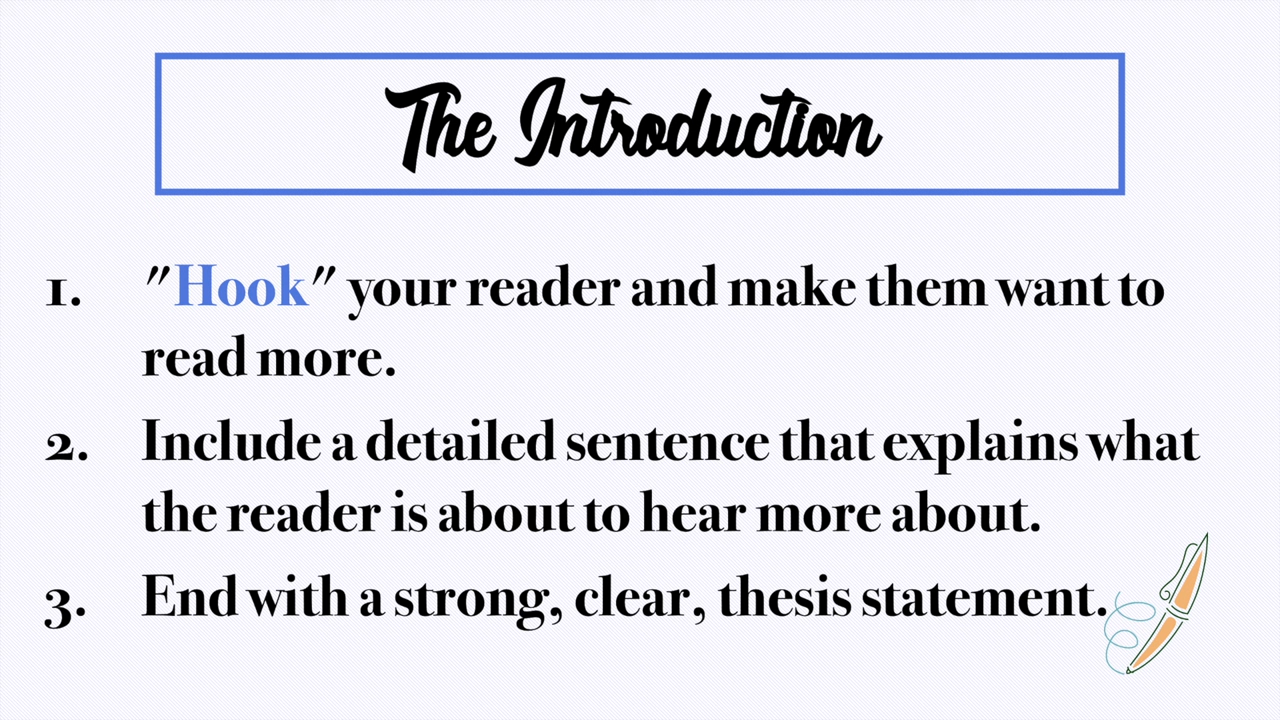 The Introduction
1. "Hook" your reader and make them want to
read more.
2. Include a detailed sentence that explains what
the reader is about to hear more about.
3. End with a strong, clear, thesis statement.